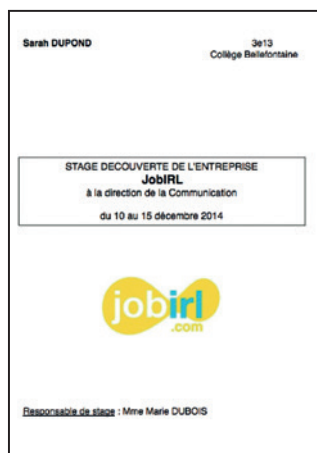 Sarah DUPOND
3e13
Collège Bellefontaine
STAGE DECOUVERTE DE L'ENTREPRISE
JobIRL
à la direction de la Communication
du 10 au 15 décembre 2014
jobirl
.com
Responsable de stage : Mme Marie DUBOIS